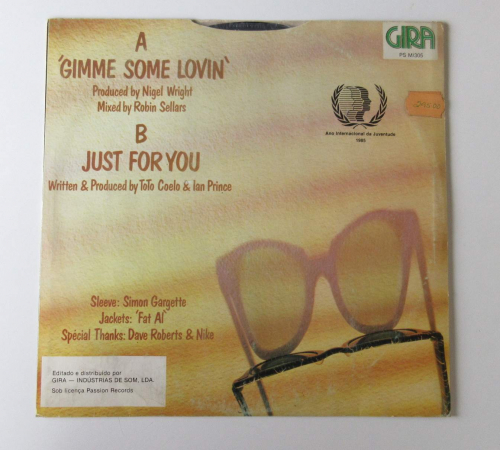 A
'GIMME SOME LOVIN'
Produced by Nigel Wright
Mixed by Robin Sellars
B
JUST FOR YOU
Written & Produced by ToTo Coelo & Ian Prince
GIRA
Ano Internacional da Juventude
1985
Sleeve: Simon Gargette
Jackets: 'Fat Al'
Spécial Thanks: Dave Roberts & Nike
Editado e distribuído por
GIRA — INDUSTRIAS DE SOM, LDA.
Sob licença Passion Records